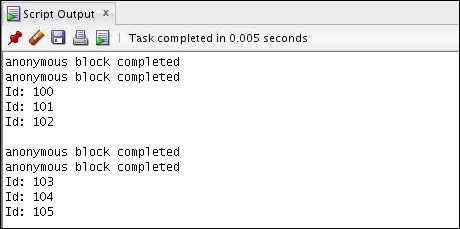 Script Output x
Task completed in 0.005 seconds
anonymous block completed
anonymous block completed
Id: 100
Id: 101
Id: 102
anonymous block completed
anonymous block completed
Id: 103
Id: 104
Id: 105